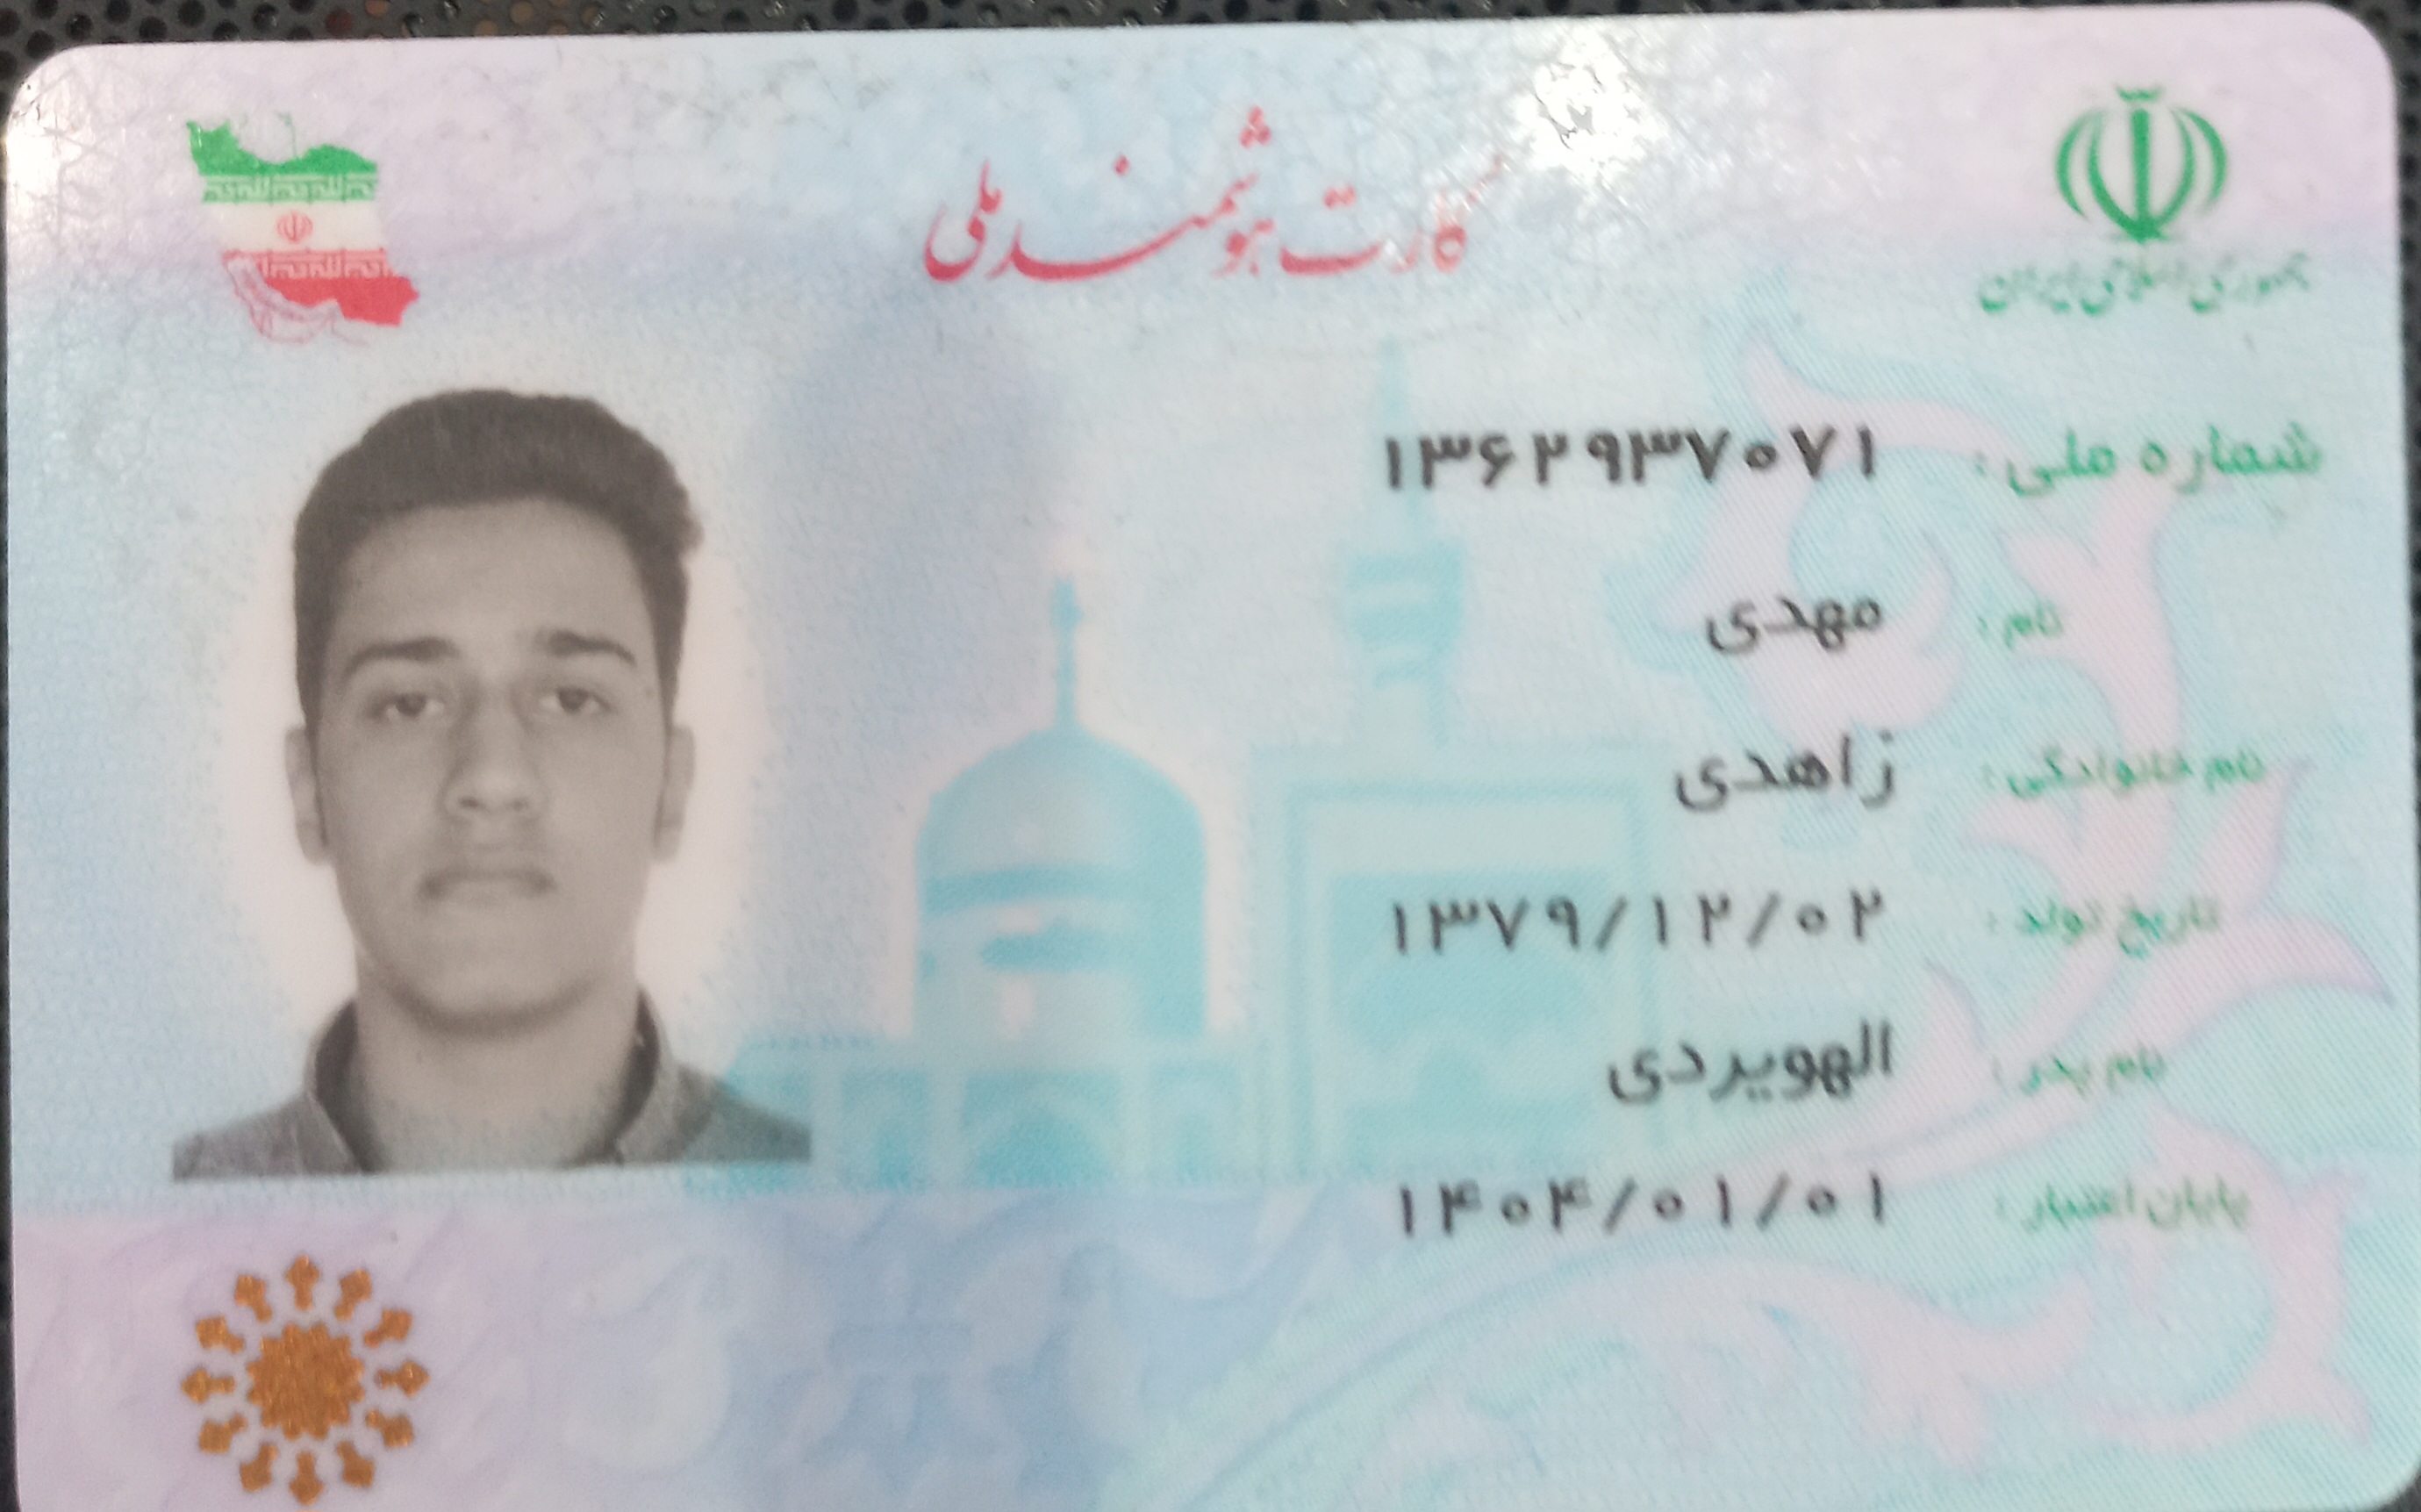 جمهوری اسلامی ایران
کارت هوشمند ملی
شماره ملی: ۱۳۶۲۹۳۷۰۷۱
نام: مهدی
نام خانوادگی: زاهدی
تاریخ تولد: ۱۳۷۹/۱۲/۰۲
نام پدر: الهویردی
پایان اعتبار: ۱۴۰۴/۰۱/۰۱